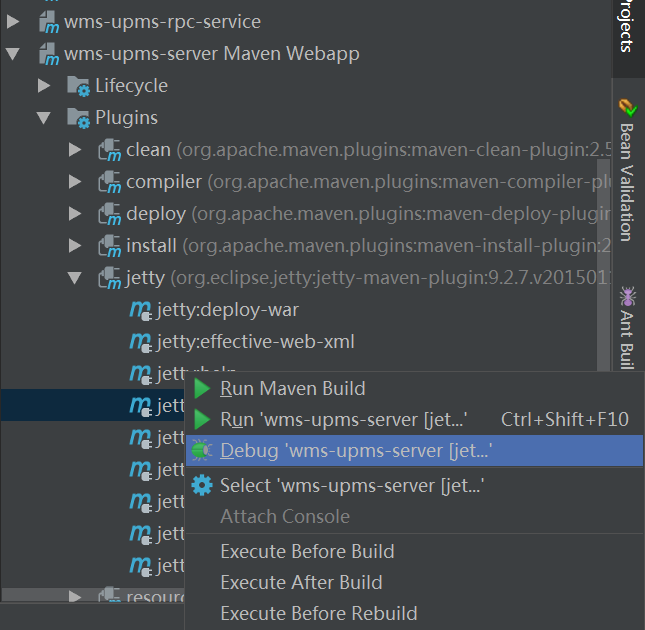 wms-upms-rpc-service
wms-upms-server Maven Webapp
Lifecycle
Plugins
clean (org.apache.maven.plugins:maven-clean-plugin:2.5
compiler (org.apache.maven.plugins:maven-compiler-plu
deploy (org.apache.maven.plugins:maven-deploy-plugin
install (org.apache.maven.plugins:maven-install-plugin:2
jetty (org.eclipse.jetty:jetty-maven-plugin:9.2.7.v201501
jetty:deploy-war
jetty:effective-web-xml
jetty:help
jett
jett
jett
jett
jett
jett
resourc
Run Maven Build
Run 'wms-upms-server [jet...' Ctrl+Shift+F10
Debug 'wms-upms-server [jet...'
Select 'wms-upms-server [jet...'
Attach Console
Execute Before Build
Execute After Build
Execute Before Rebuild
Projects
Bean Validation
Ant Buil